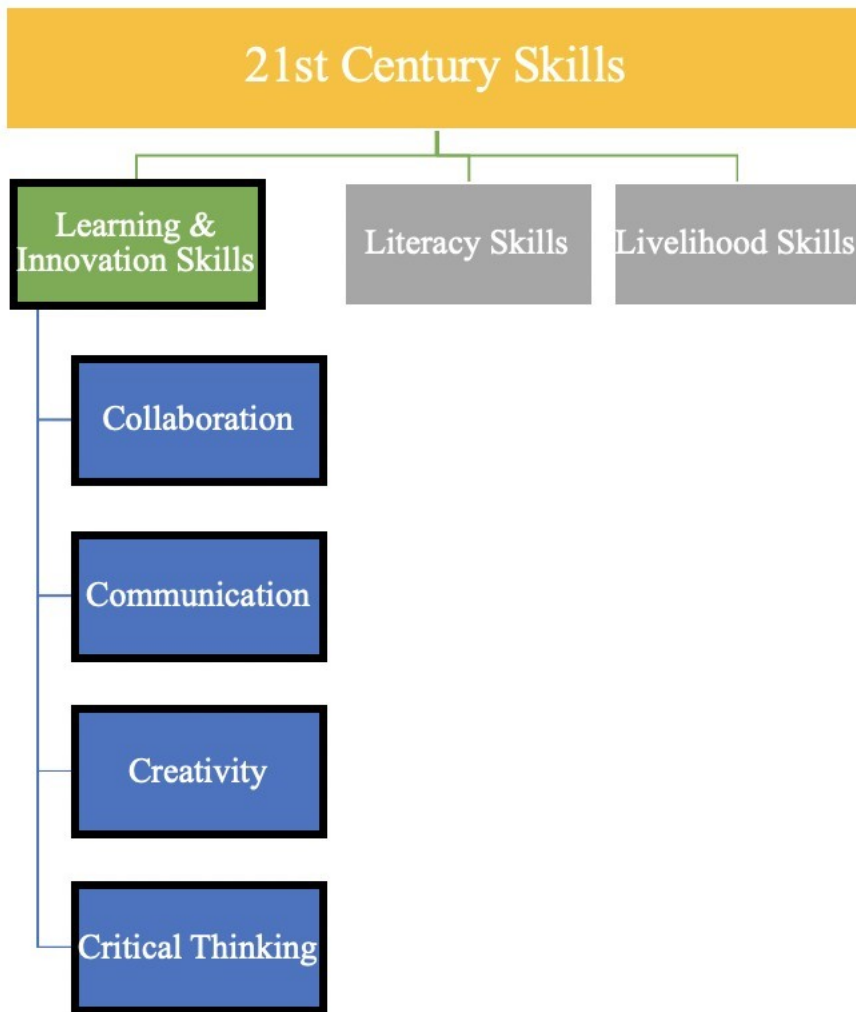 21st Century Skills
Learning &
Innovation Skills
Literacy Skills
Livelihood Skills
Collaboration
Communication
Creativity
Critical Thinking